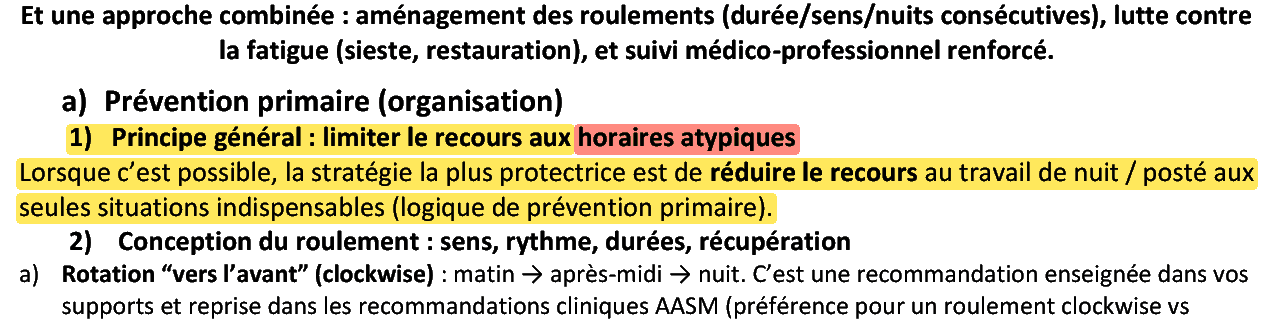 Et une approche combinée : aménagement des roulements (durée/sens/nuits consécutives), lutte contre
la fatigue (sieste, restauration), et suivi médico-professionnel renforcé.
a) Prévention primaire (organisation)
1) Principe général : limiter le recours aux horaires atypiques
Lorsque c’est possible, la stratégie la plus protectrice est de réduire le recours au travail de nuit / posté aux
seules situations indispensables (logique de prévention primaire).
2) Conception du roulement : sens, rythme, durées, récupération
a) Rotation “vers l’avant” (clockwise) : matin → après-midi → nuit. C’est une recommandation enseignée dans vos
supports et reprise dans les recommandations cliniques AASM (préférence pour un roulement clockwise vs